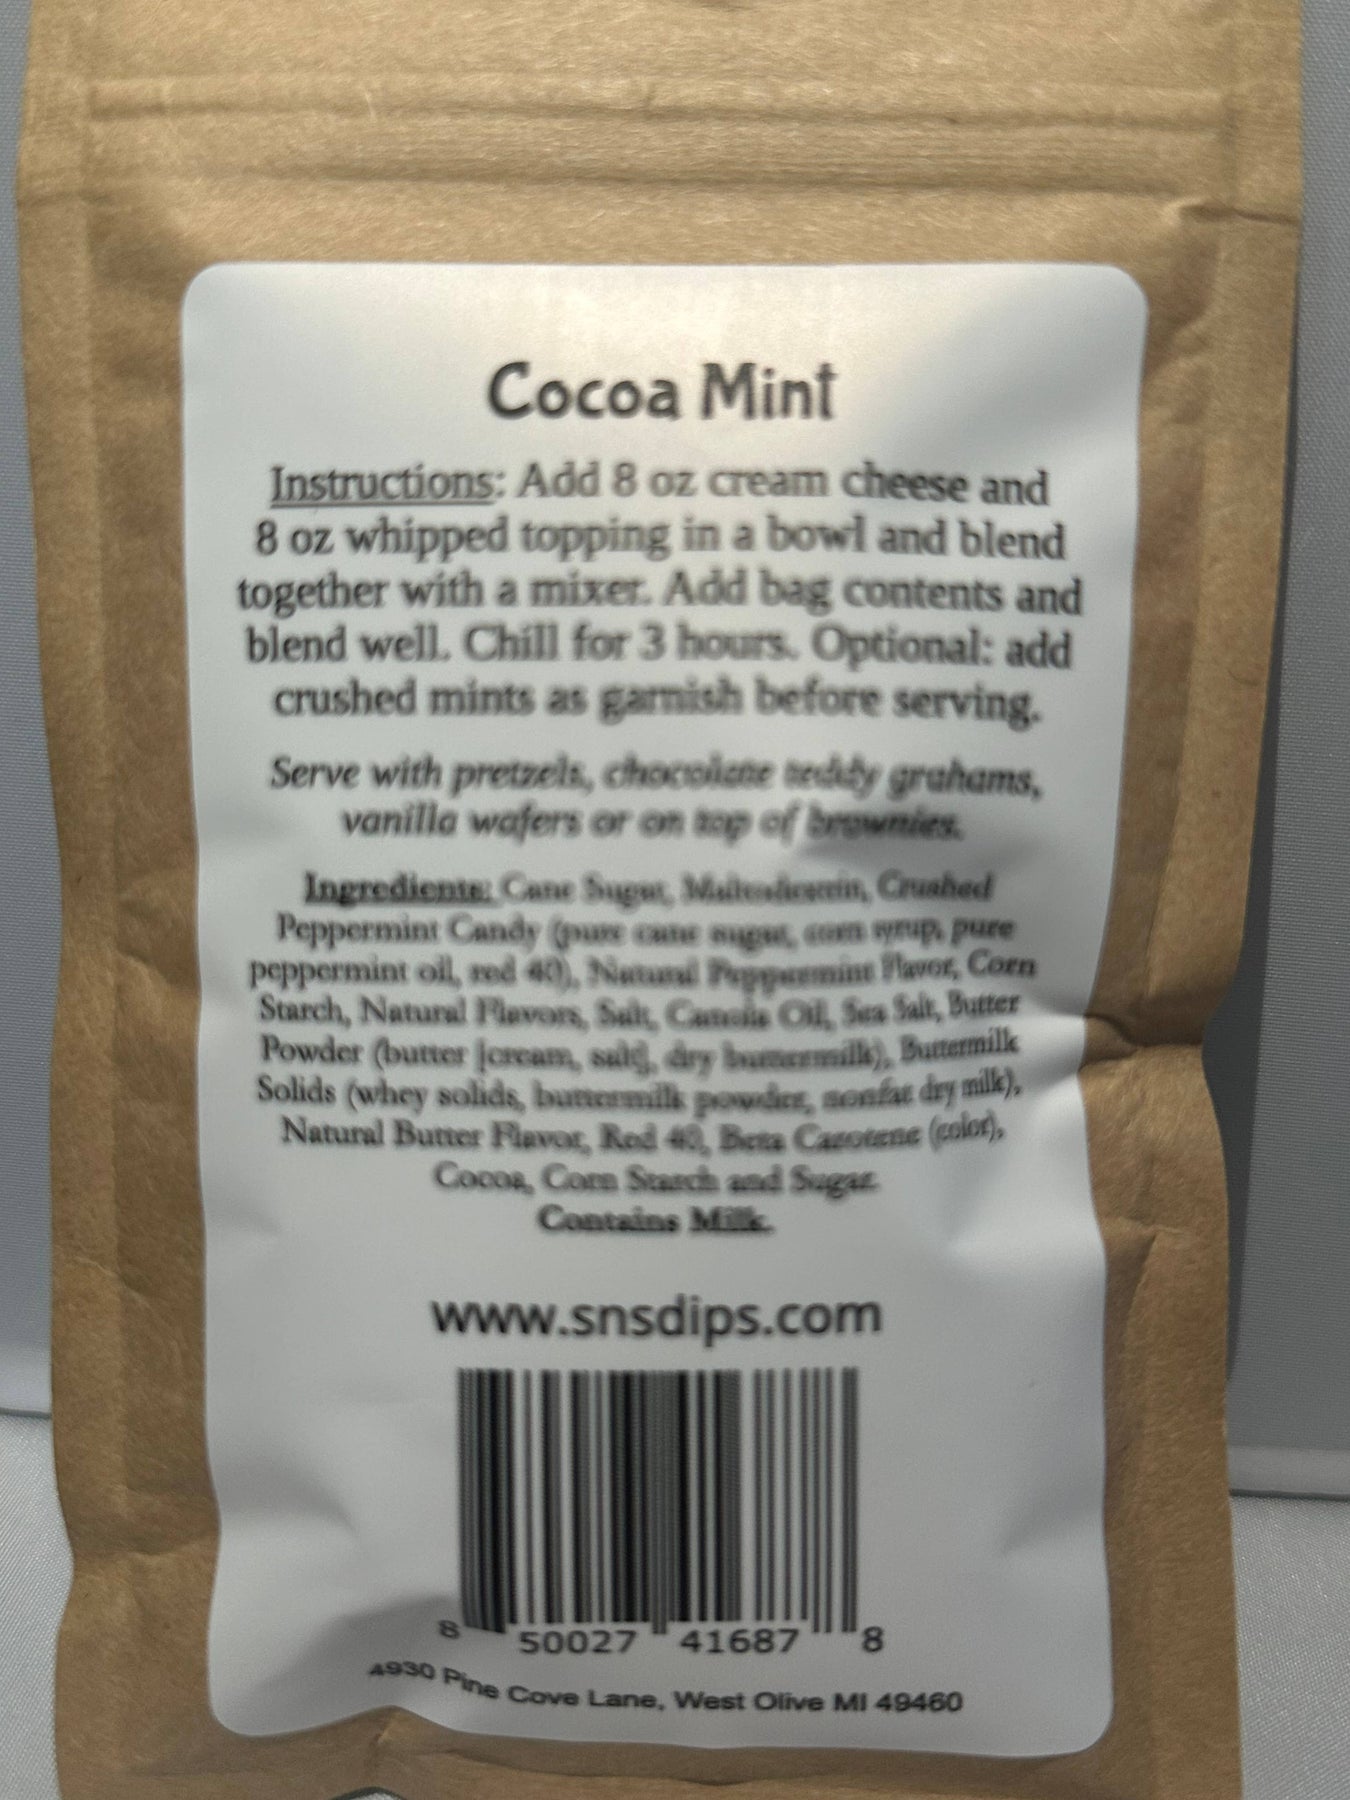 Cocoa Mint
Instructions: Add 8 oz cream cheese and
8 oz whipped topping in a bowl and blend
together with a mixer. Add bag contents and
blend well. Chill for 3 hours. Optional: add
crushed mints as garnish before serving.
Serve with pretzels, chocolate teddy grahams,
vanilla wafers or on top of brownies.
Ingredients: Cane Sugar, Maltodextrin, Crushed
Peppermint Candy (pure cane sugar, corn syrup, pure
peppermint oil, red 40), Natural Peppermint Flavor, Corn
Starch, Natural Flavors, Salt, Canola Oil, Sea Salt, Butter
Powder (butter [cream, salt], dry buttermilk), Buttermilk
Solids (whey solids, buttermilk powder, nonfat dry milk),
Natural Butter Flavor, Red 40, Beta Carotene (color),
Cocoa, Corn Starch and Sugar.
Contains Milk.
www.snsdips.com
8 50027 41687 8
4930 Pine Cove Lane, West Olive MI 49460